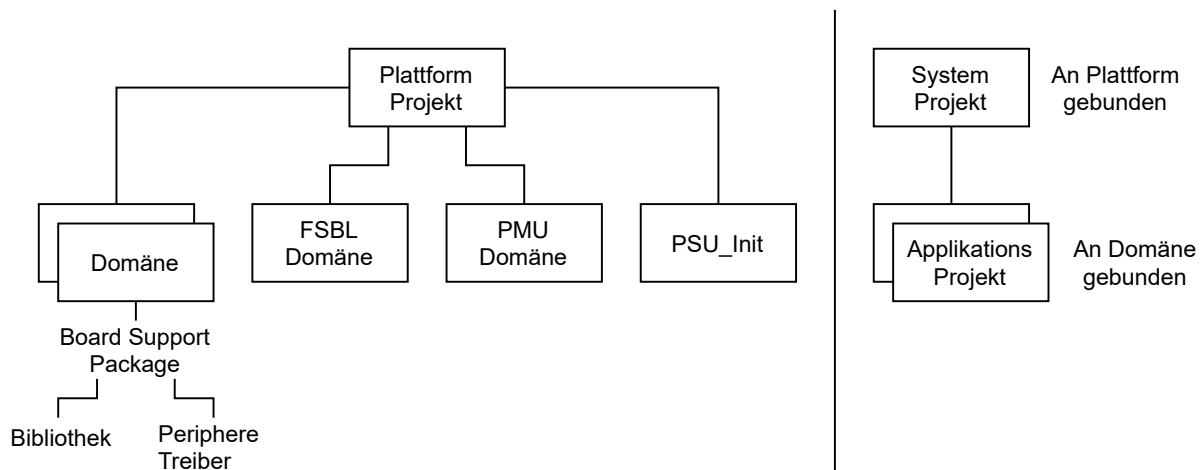 Plattform
Projekt
System
Projekt
An Plattform
gebunden
Domäne
FSBL
Domäne
PMU
Domäne
PSU_Init
Applikations
Projekt
An Domäne
gebunden
Board Support
Package
Bibliothek
Periphere
Treiber